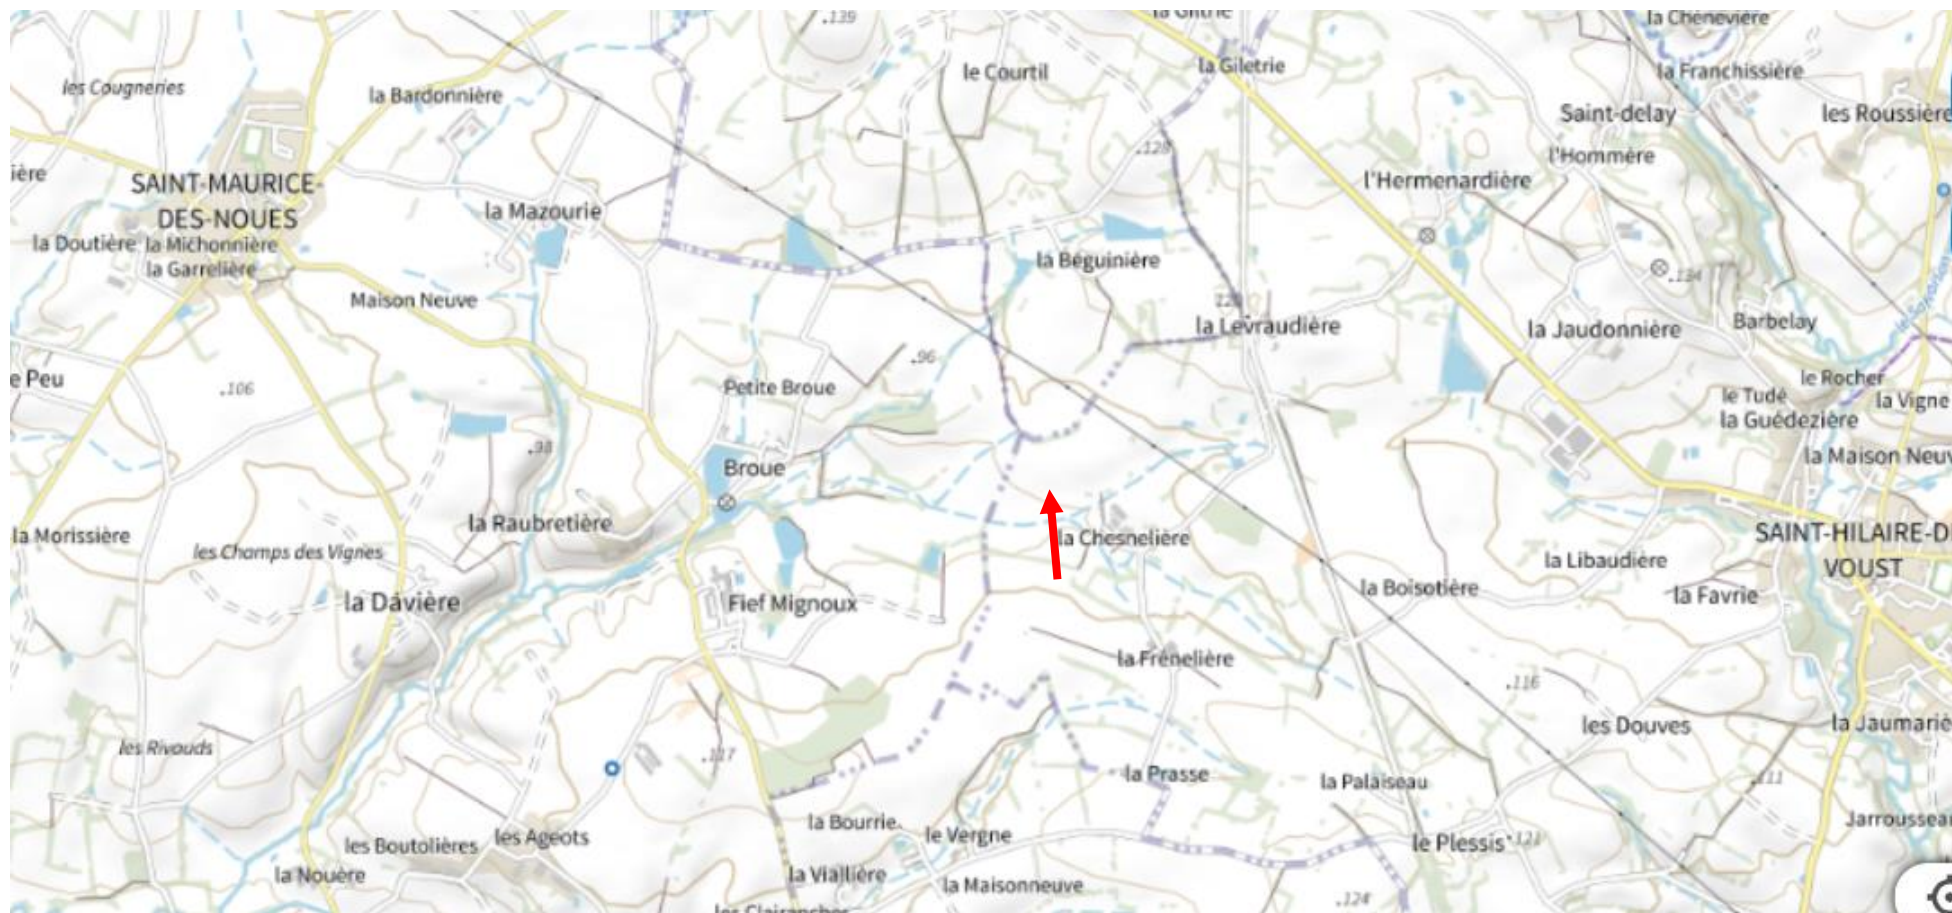 .139
la Giltrie
la Chenevière
les Cougneries
la Bardonnière
le Courtil
la Giletrie
la Franchissière
Saint-delay
les Roussière
.128
l'Hommère
ière
SAINT-MAURICE-
DES-NOUES
l'Hermenardière
la Mazourie
la Doutière
la Michonnière
la Garrelière
la Béguinière
.134
Maison Neuve
la Levraudière
la Jaudonnière
Barbelay
.96
e Peu
.106
Petite Broue
le Rocher
le Tudé
la Vigne
la Guédezière
.98
Broue
la Maison Neuv
la Morissière
la Raubretière
les Champs des Vignes
la Chesnelière
SAINT-HILAIRE-D
VOUST
la Libaudière
la Boisotière
la Favrie
la Davière
Fief Mignoux
la Frénelière
.116
les Douves
la Jaumariè
les Rivauds
.117
la Prasse
la Palaiseau
.111
la Bourrie
le Vergne
les Boutolières
les Ageots
le Plessis
.121
Jarrousseau
la Nouère
la Viallière
la Maisonneuve
.124